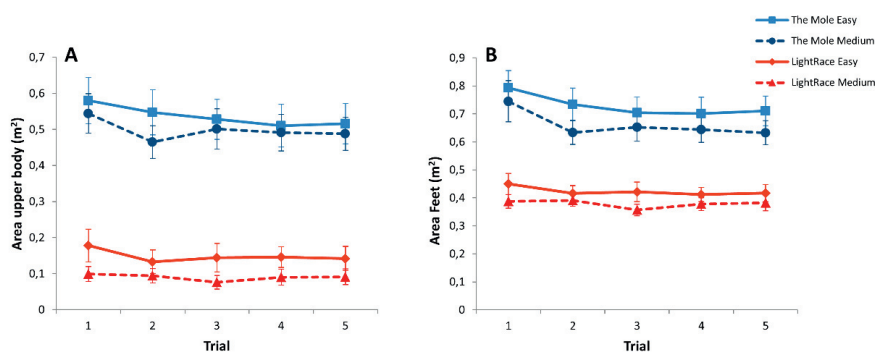 A
Area upper body (m²)
0,7
0,6
0,5
0,4
0,3
0,2
0,1
0
1 2 3 4 5
Trial
B
Area Feet (m²)
0,9
0,8
0,7
0,6
0,5
0,4
0,3
0,2
0,1
0
1 2 3 4 5
Trial
The Mole Easy
The Mole Medium
LightRace Easy
LightRace Medium